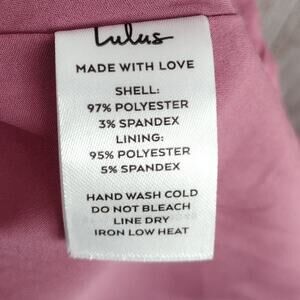 Lulus
MADE WITH LOVE
SHELL:
97% POLYESTER
3% SPANDEX
LINING:
95% POLYESTER
5% SPANDEX
HAND WASH COLD
DO NOT BLEACH
LINE DRY
IRON LOW HEAT